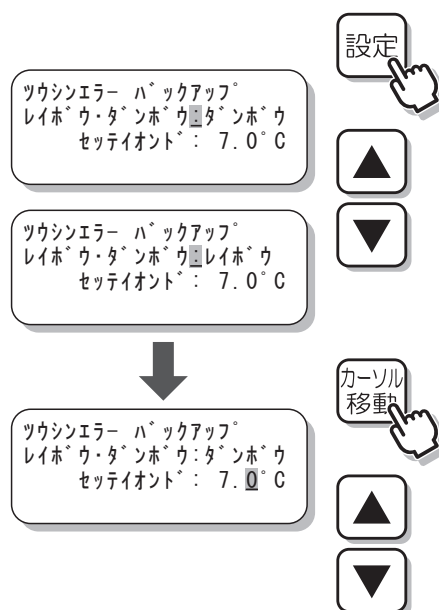 設定
ツウシンエラー バックアップ
レイボウ・ダンボウ:ダンボウ
セッテイオンド: 7.0°C
ツウシンエラー バックアップ
レイボウ・ダンボウ:レイボウ
セッテイオンド: 7.0°C
カーソル
移動
ツウシンエラー バックアップ
レイボウ・ダンボウ:ダンボウ
セッテイオンド: 7.0°C